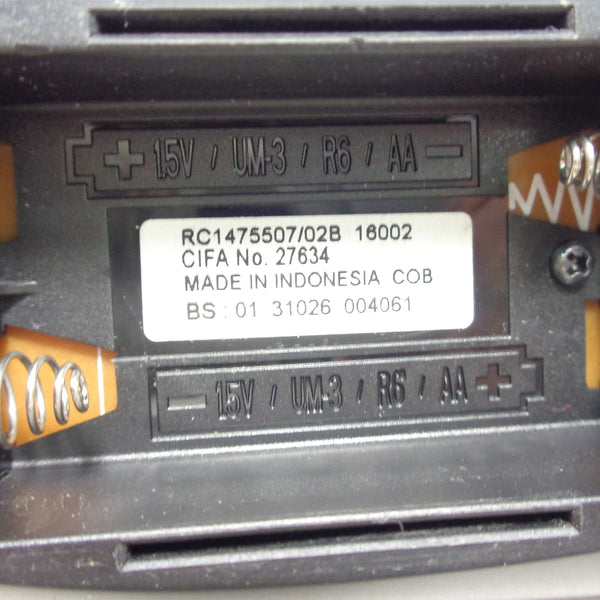 + 1.5V / UM-3 / R6 / AA −
RC1475507/02B 16002
CIFA No. 27634
MADE IN INDONESIA COB
BS : 01 31026 004061
− 1.5V / UM-3 / R6 / AA +